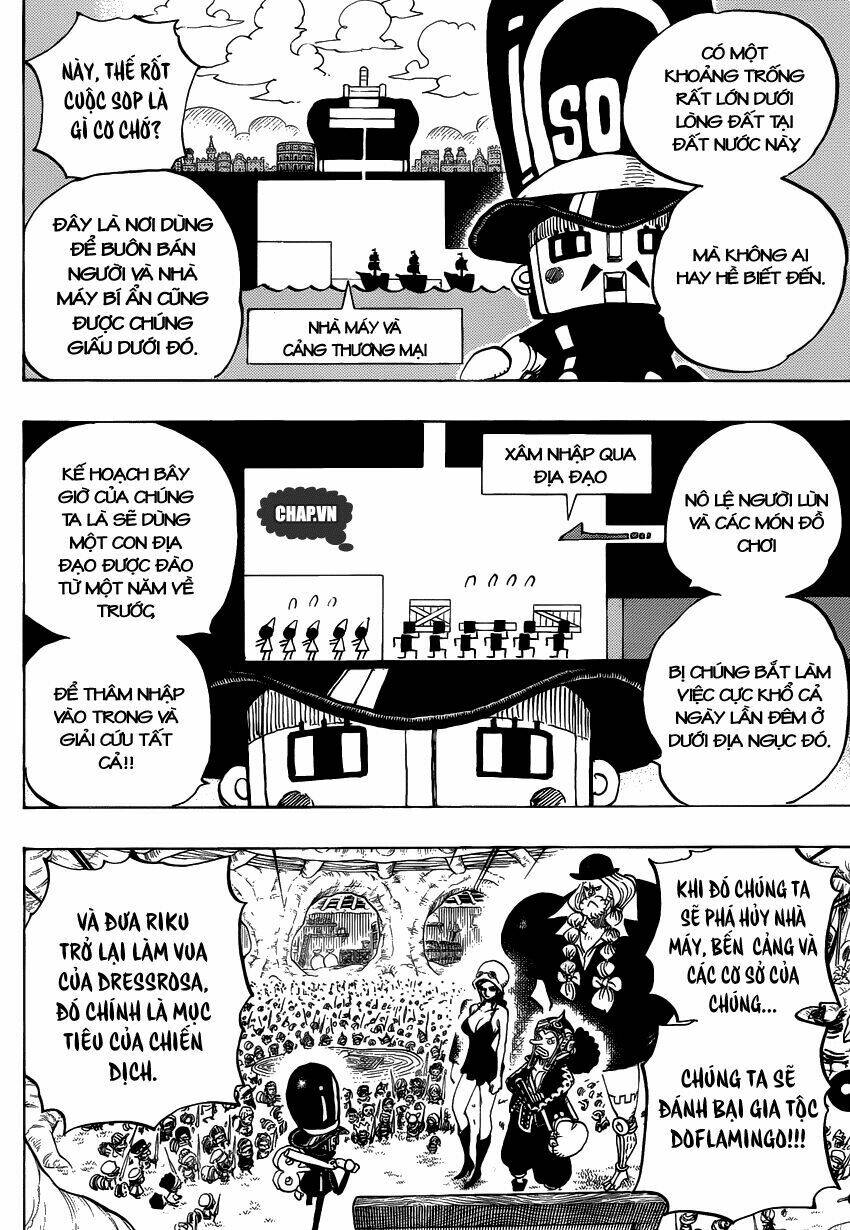 CÓ MỘT
KHOẢNG TRỐNG
RẤT LỚN DƯỚI
LÒNG ĐẤT TẠI
ĐẤT NƯỚC NÀY,
MÀ KHÔNG AI
HAY HỀ BIẾT ĐẾN.
SO
NÀY, THẾ RỐT
CUỘC SOP LÀ
GÌ CƠ CHỚ?
ĐÂY LÀ NƠI DÙNG
ĐỂ BUÔN BÁN
NGƯỜI VÀ NHÀ
MÁY BÍ ẨN CŨNG
ĐƯỢC CHÚNG
GIẤU DƯỚI ĐÓ.
NHÀ MÁY VÀ
CẢNG THƯƠNG MẠI
XÂM NHẬP QUA
ĐỊA ĐẠO
NÔ LỆ NGƯỜI LÙN
VÀ CÁC MÓN ĐỒ
CHƠI
BỊ CHÚNG BẮT LÀM
VIỆC CỰC KHỔ CẢ
NGÀY LẪN ĐÊM Ở
DƯỚI ĐỊA NGỤC ĐÓ.
CHAP.VN
KẾ HOẠCH BÂY
GIỜ CỦA CHÚNG
TA LÀ SẼ DÙNG
MỘT CON ĐỊA
ĐẠO ĐƯỢC ĐÀO
TỪ MỘT NĂM VỀ
TRƯỚC,
ĐỂ THÂM NHẬP
VÀO TRONG VÀ
GIẢI CỨU TẤT
CẢ!!
KHI ĐÓ CHÚNG TA
SẼ PHÁ HỦY NHÀ
MÁY, BẾN CẢNG VÀ
CÁC CƠ SỞ CỦA
CHÚNG...
CHÚNG TA SẼ
ĐÁNH BẠI GIA TỘC
DOFLAMINGO!!!
VÀ ĐƯA RIKU
TRỞ LẠI LÀM VUA
CỦA DRESSROSA,
ĐÓ CHÍNH LÀ MỤC
TIÊU CỦA CHIẾN
DỊCH.